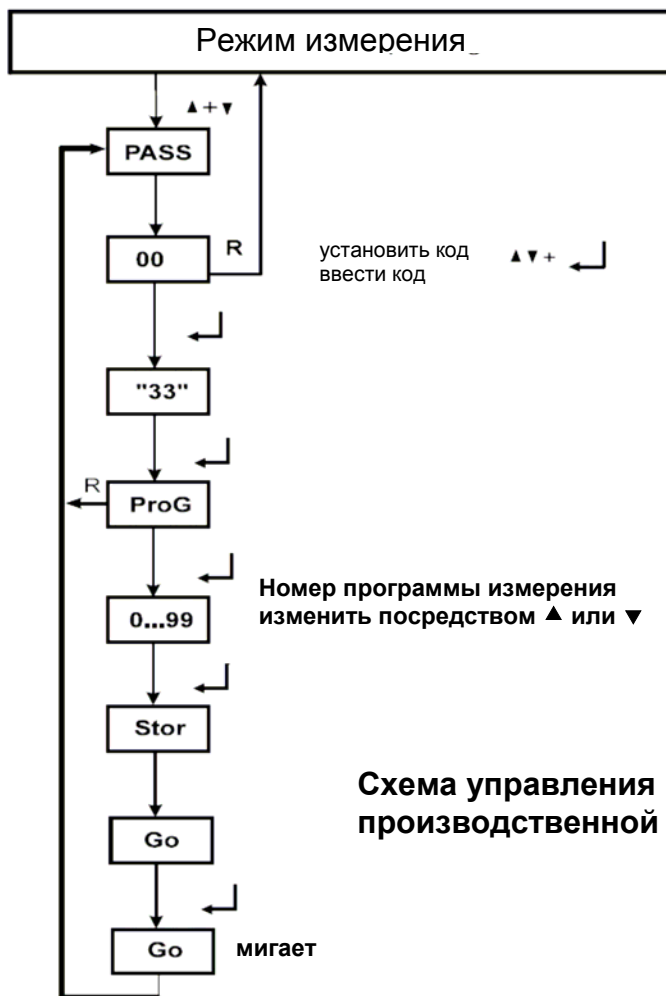 Режим измерения
▲ + ▼
PASS
00
R
установить код ▲ ▼ +
ввести код
"33"
R
ProG
Номер программы измерения
изменить посредством ▲ или ▼
0...99
Stor
Схема управления
производственной
Go
Go
мигает